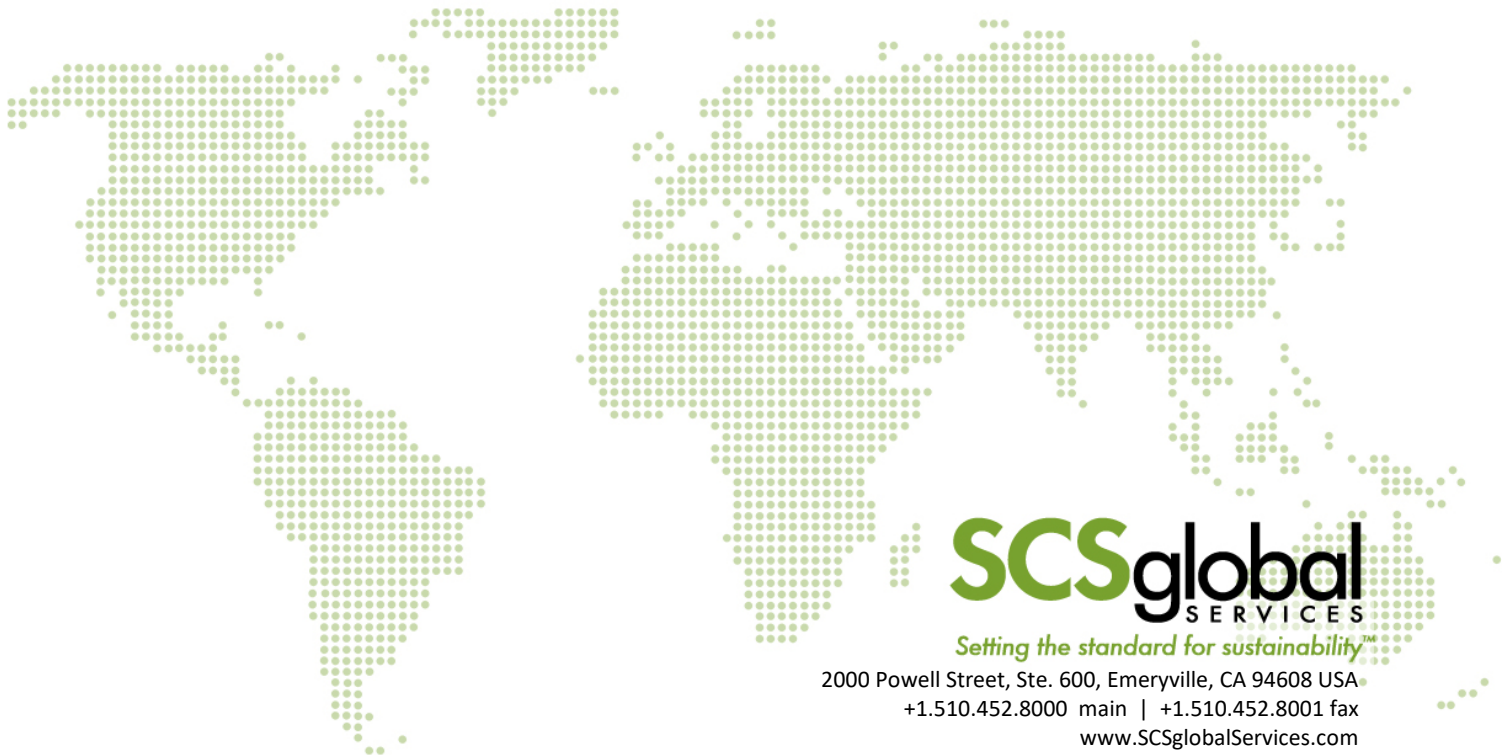 SCSglobal
SERVICES
Setting the standard for sustainability™
2000 Powell Street, Ste. 600, Emeryville, CA 94608 USA
+1.510.452.8000 main | +1.510.452.8001 fax
www.SCSglobalServices.com